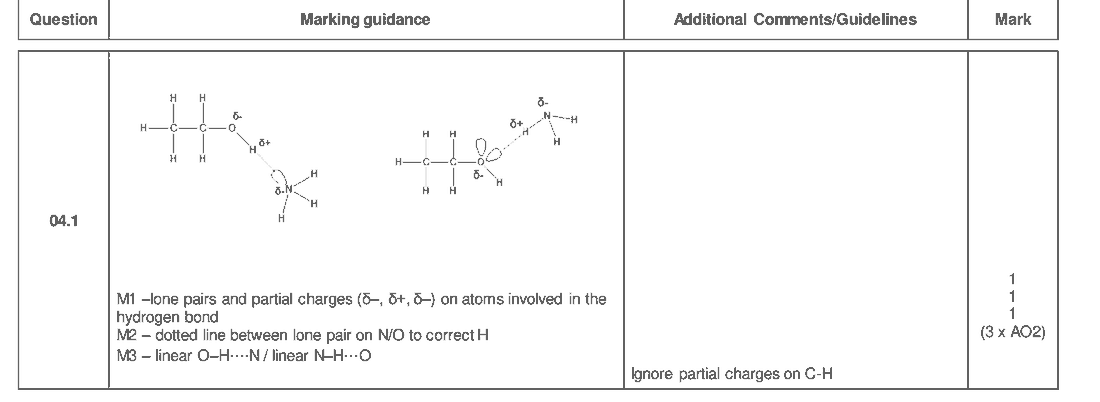 Question Marking guidance Additional Comments/Guidelines Mark
04.1
H H
δ-
H C C O
δ+
H
H H
H
δ- N
H
H
δ-
N H
δ+
H
H H H
H C C O
δ-
H
H H
M1 –lone pairs and partial charges (δ–, δ+, δ–) on atoms involved in the
hydrogen bond
M2 – dotted line between lone pair on N/O to correct H
M3 – linear O–H····N / linear N–H···O
Ignore partial charges on C-H
1
1
1
(3 x AO2)